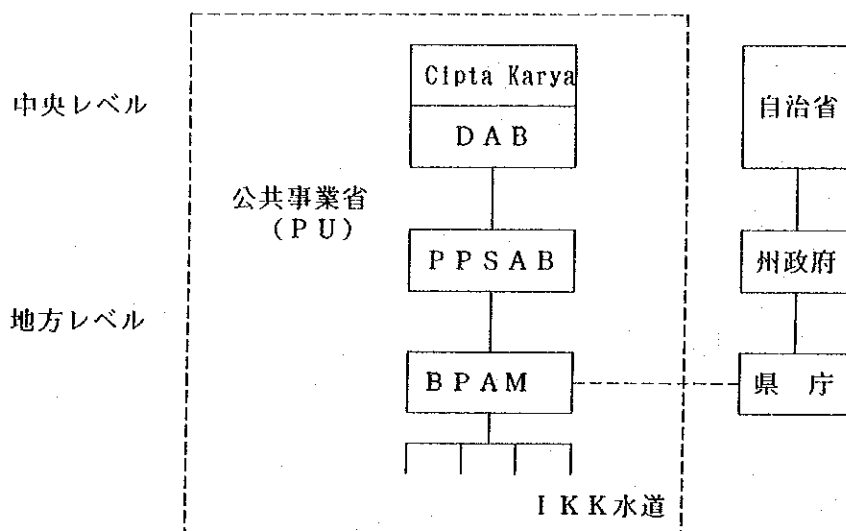 Cipta Karya
中央レベル
自治省
DAB
公共事業省
(PU)
PPSAB
州政府
地方レベル
BPAM
県 庁
IKK水道